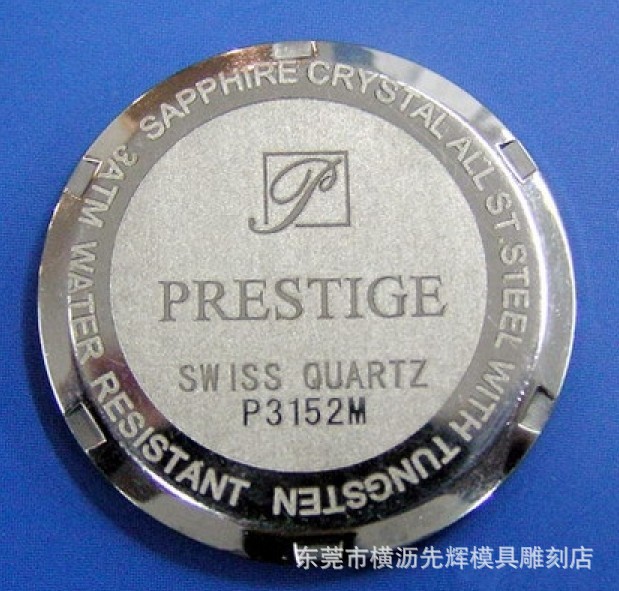 SAPPHIRE CRYSTAL ALL ST.STEEL WITH TUNGSTEN
3ATM WATER RESISTANT
P
PRESTIGE
SWISS QUARTZ
P3152M
东莞市横沥先辉模具雕刻店